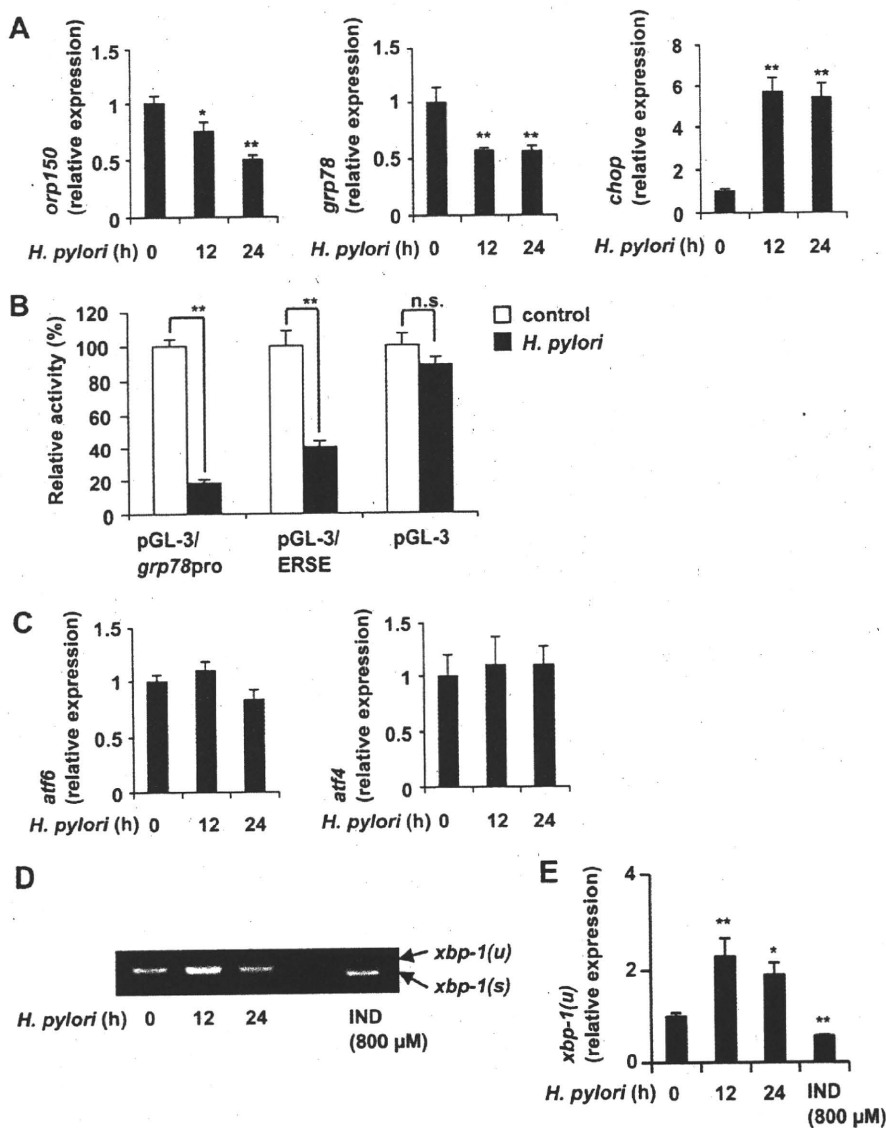 A
orp150
(relative expression)
1.5
1
0.5
0
*
**
H. pylori (h) 0 12 24
grp78
(relative expression)
1.5
1
0.5
0
**
**
0 12 24
chop
(relative expression)
8
6
4
2
0
**
**
H. pylori (h) 0 12 24
B
Relative activity (%)
120
100
80
60
40
20
0
**
**
n.s.
control
H. pylori
pGL-3/
grp78pro
pGL-3/
ERSE
pGL-3
C
atf6
(relative expression)
1.5
1
0.5
0
H. pylori (h) 0 12 24
atf4
(relative expression)
1.5
1
0.5
0
H. pylori (h) 0 12 24
D
xbp-1(u)
xbp-1(s)
H. pylori (h) 0 12 24 IND
(800 µM)
E
xbp-1(u)
(relative expression)
4
2
0
**
*
**
H. pylori (h) 0 12 24 IND
(800 µM)